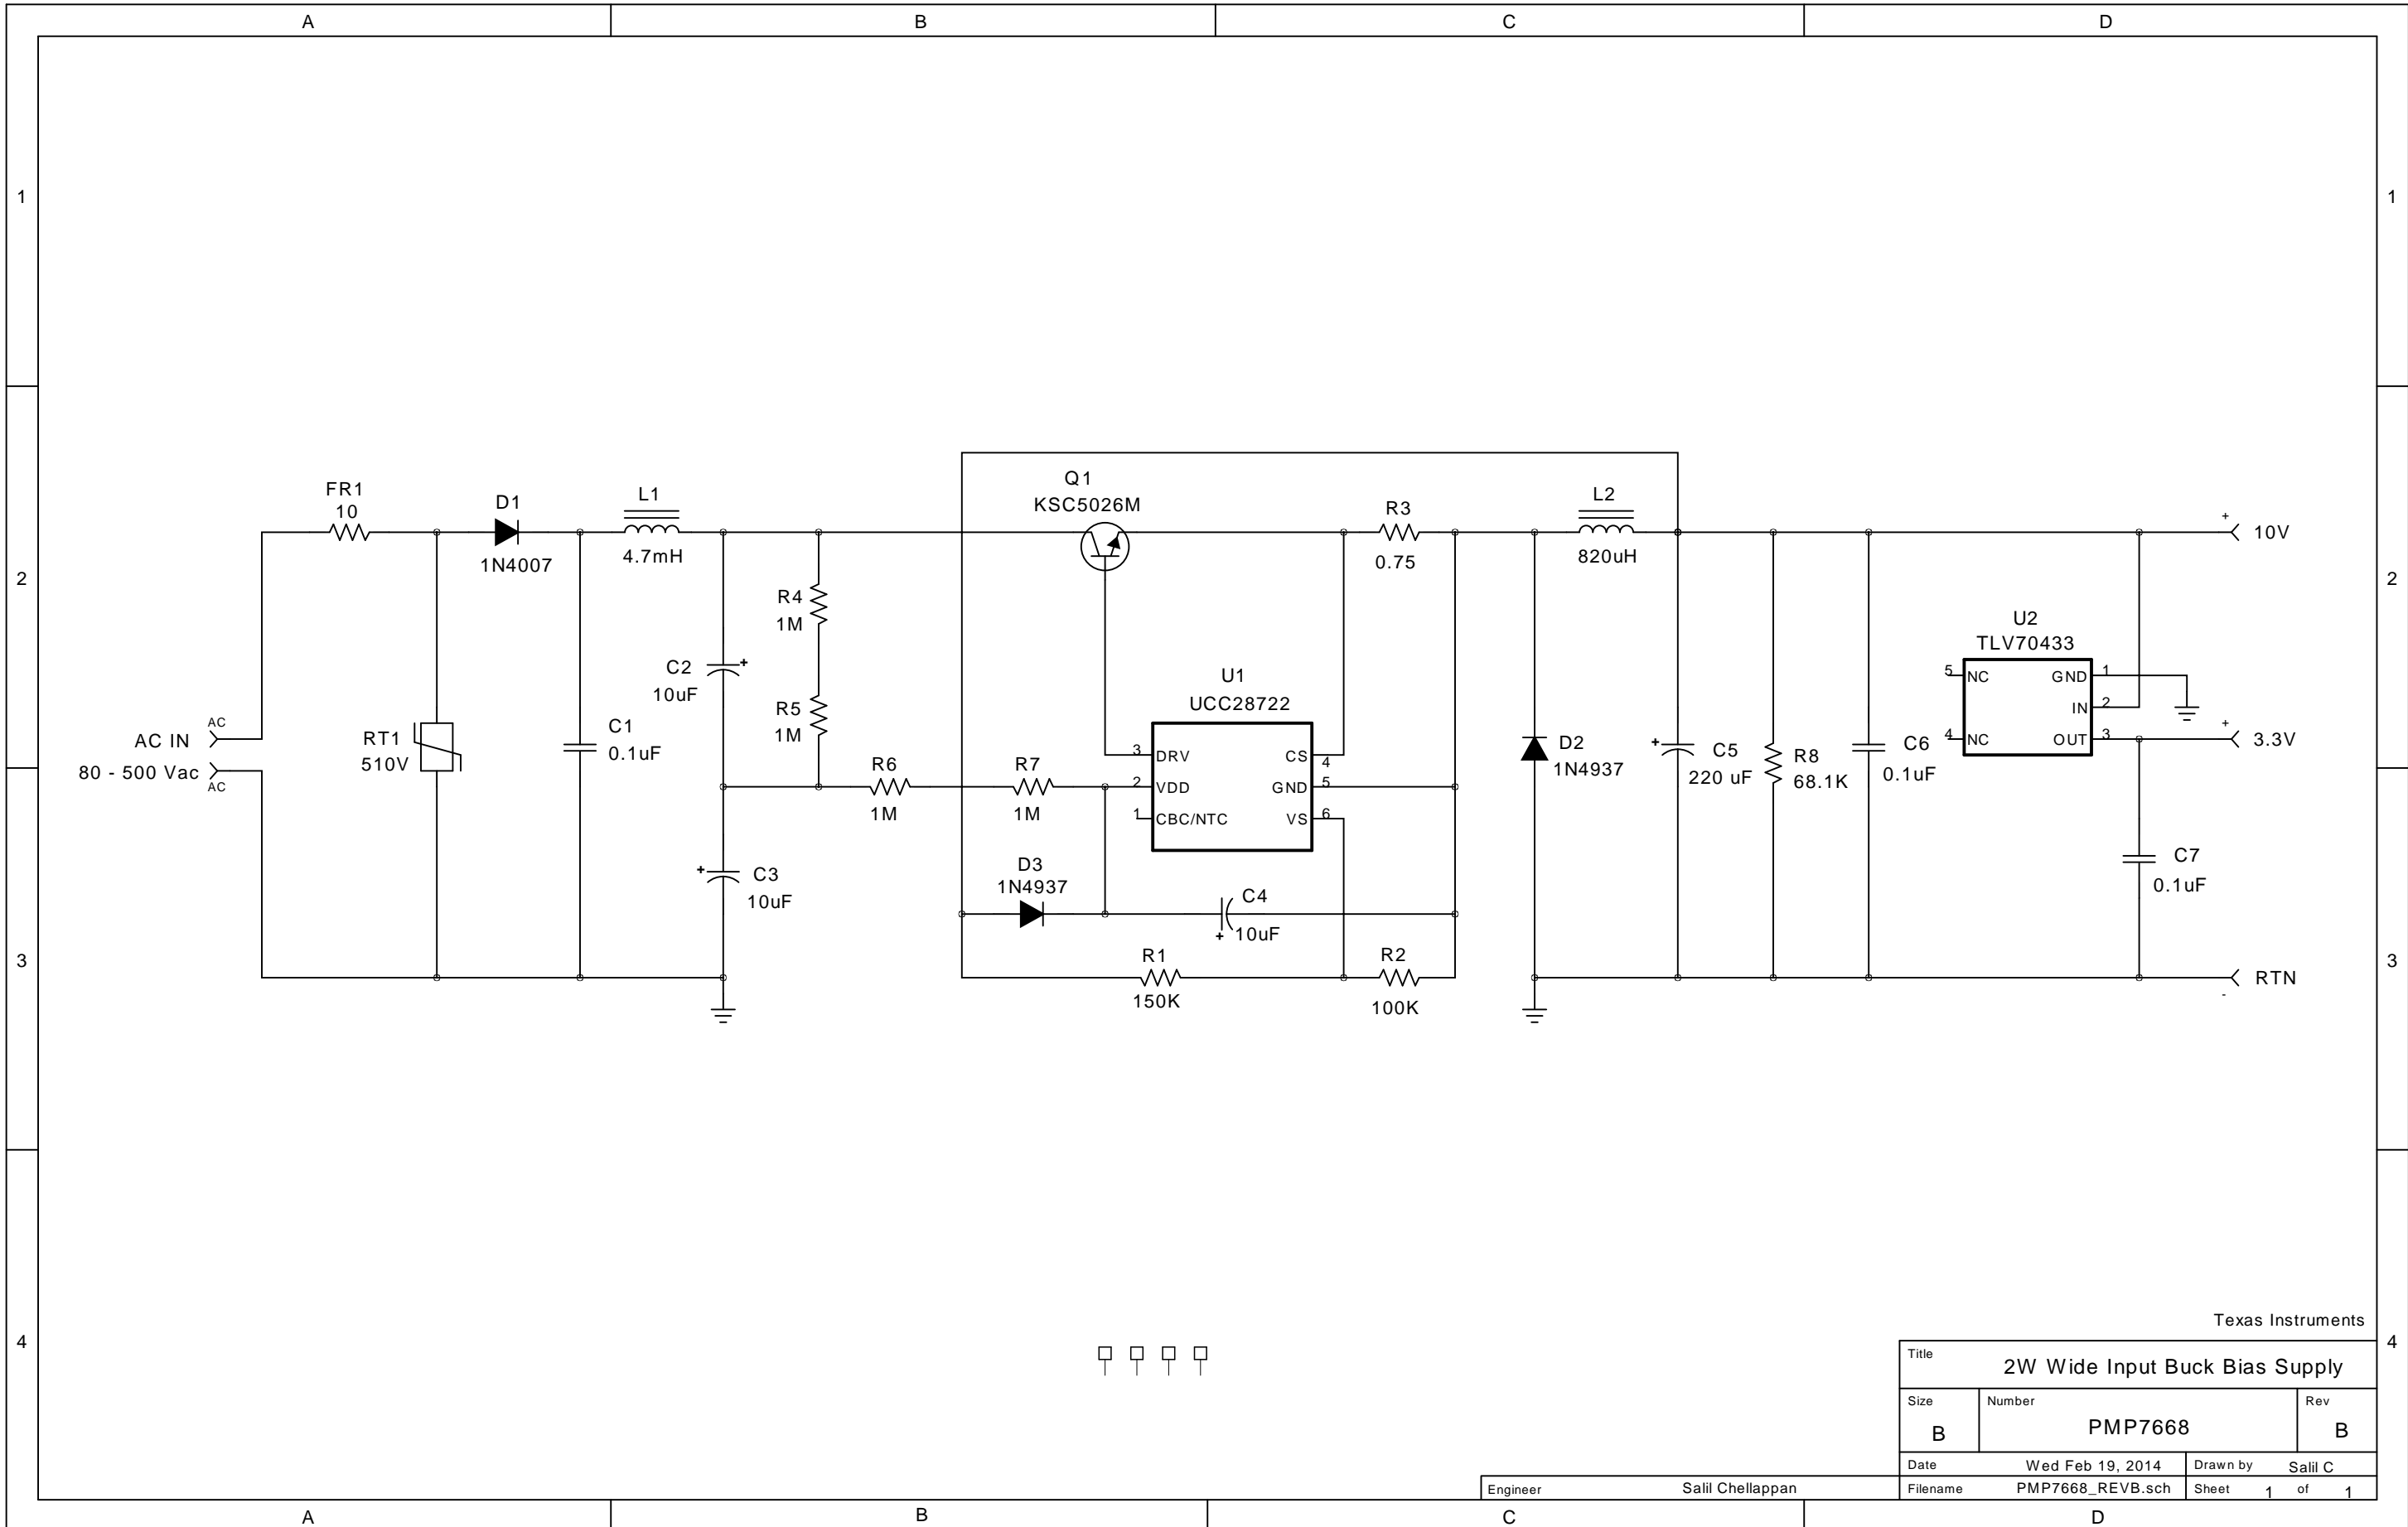 A
B
C
D
1
1
Q1
KSC5026M
FR1
10
D1
1N4007
L1
4.7mH
R3
0.75
L2
820uH
+
10V
2
2
R4
1M
U2
TLV70433
C2
+
10uF
U1
UCC28722
5
NC
GND
1
IN
2
4
NC
OUT
3
R5
1M
AC IN
AC
80 - 500 Vac
AC
RT1
510V
C1
0.1uF
3
DRV
CS
4
2
VDD
GND
5
1
CBC/NTC
VS
6
D2
1N4937
+
C5
220 uF
R8
68.1K
C6
0.1uF
+
3.3V
R6
1M
R7
1M
+
C3
10uF
D3
1N4937
C4
+
10uF
C7
0.1uF
3
3
R1
150K
R2
100K
RTN
-
4
4
Texas Instruments
Title
2W Wide Input Buck Bias Supply
Size
B
Number
PMP7668
Rev
B
Date
Wed Feb 19, 2014
Drawn by
Salil C
Engineer
Salil Chellappan
Filename
PMP7668_REVB.sch
Sheet
1
of
1
A
B
C
D